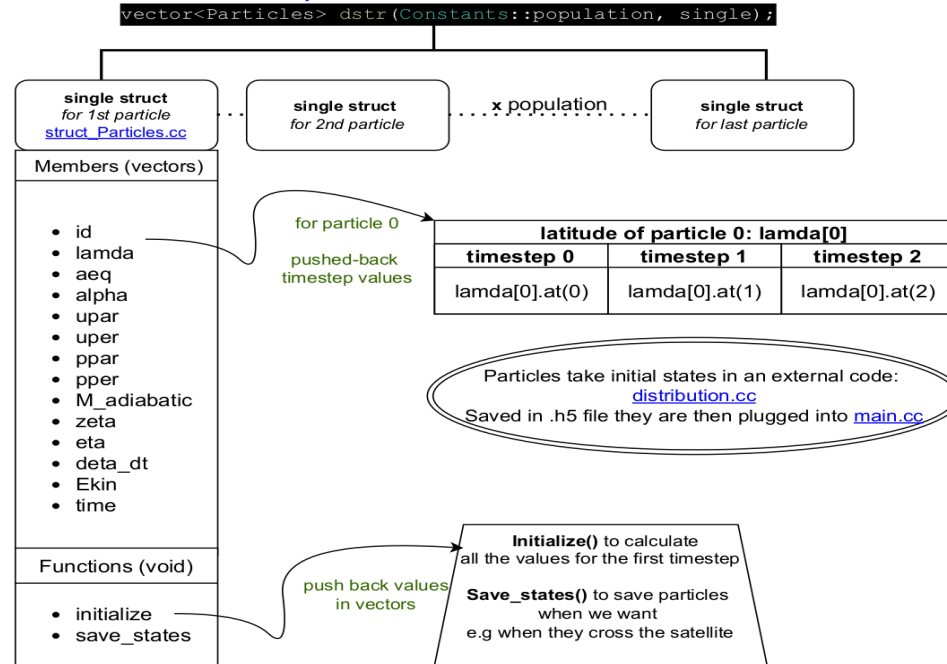 vector<Particles> dstr(Constants::population, single);
single struct
for 1st particle
struct_Particles.cc
single struct
for 2nd particle
x population
single struct
for last particle
Members (vectors)
id
lamda
aeq
alpha
upar
uper
ppar
pper
M_adiabatic
zeta
eta
deta_dt
Ekin
time
for particle 0
pushed-back
timestep values
latitude of particle 0: lamda[0]
timestep 0 timestep 1 timestep 2
lamda[0].at(0) lamda[0].at(1) lamda[0].at(2)
Particles take initial states in an external code:
distribution.cc
Saved in .h5 file they are then plugged into main.cc
Functions (void)
initialize
save_states
push back values
in vectors
Initialize() to calculate
all the values for the first timestep
Save_states() to save particles
when we want
e.g when they cross the satellite